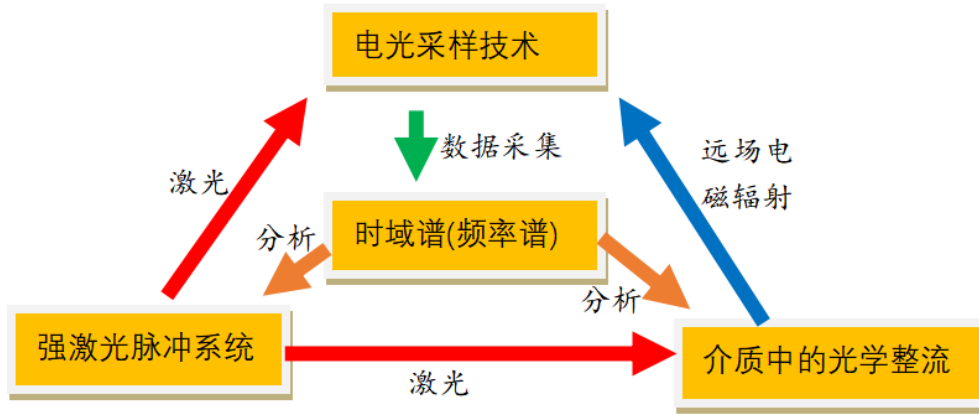 电光采样技术
数据采集
远场电
磁辐射
激光
分析
时域谱(频率谱)
分析
强激光脉冲系统
激光
介质中的光学整流